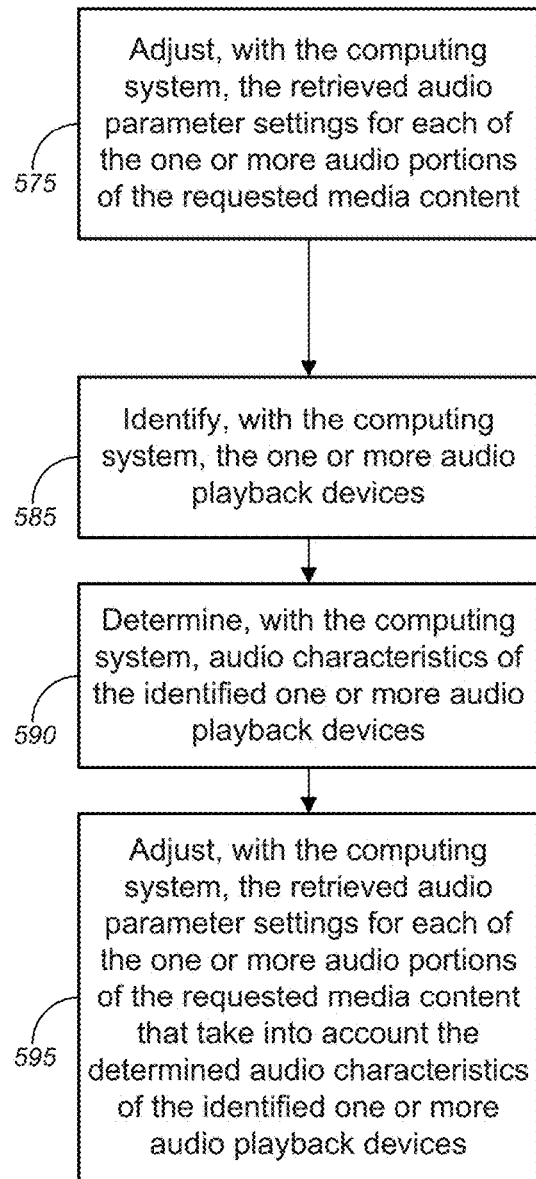 Adjust, with the computing
system, the retrieved audio
parameter settings for each of
the one or more audio portions
of the requested media content
575
Identify, with the computing
system, the one or more audio
playback devices
585
Determine, with the computing
system, audio characteristics of
the identified one or more audio
playback devices
590
Adjust, with the computing
system, the retrieved audio
parameter settings for each of
the one or more audio portions
of the requested media content
that take into account the
determined audio characteristics
of the identified one or more
audio playback devices
595